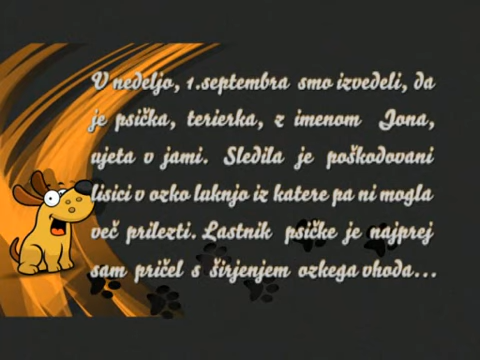 V nedeljo, 1.septembra smo izvedeli, da
je psička, terierka, z imenom Jona,
ujeta v jami. Sledila je poškodovani
lisici v ozko luknjo iz katere pa ni mogla
več prilezti. Lastnik psičke je najprej
sam pričel s širjenjem ozkega vhoda...